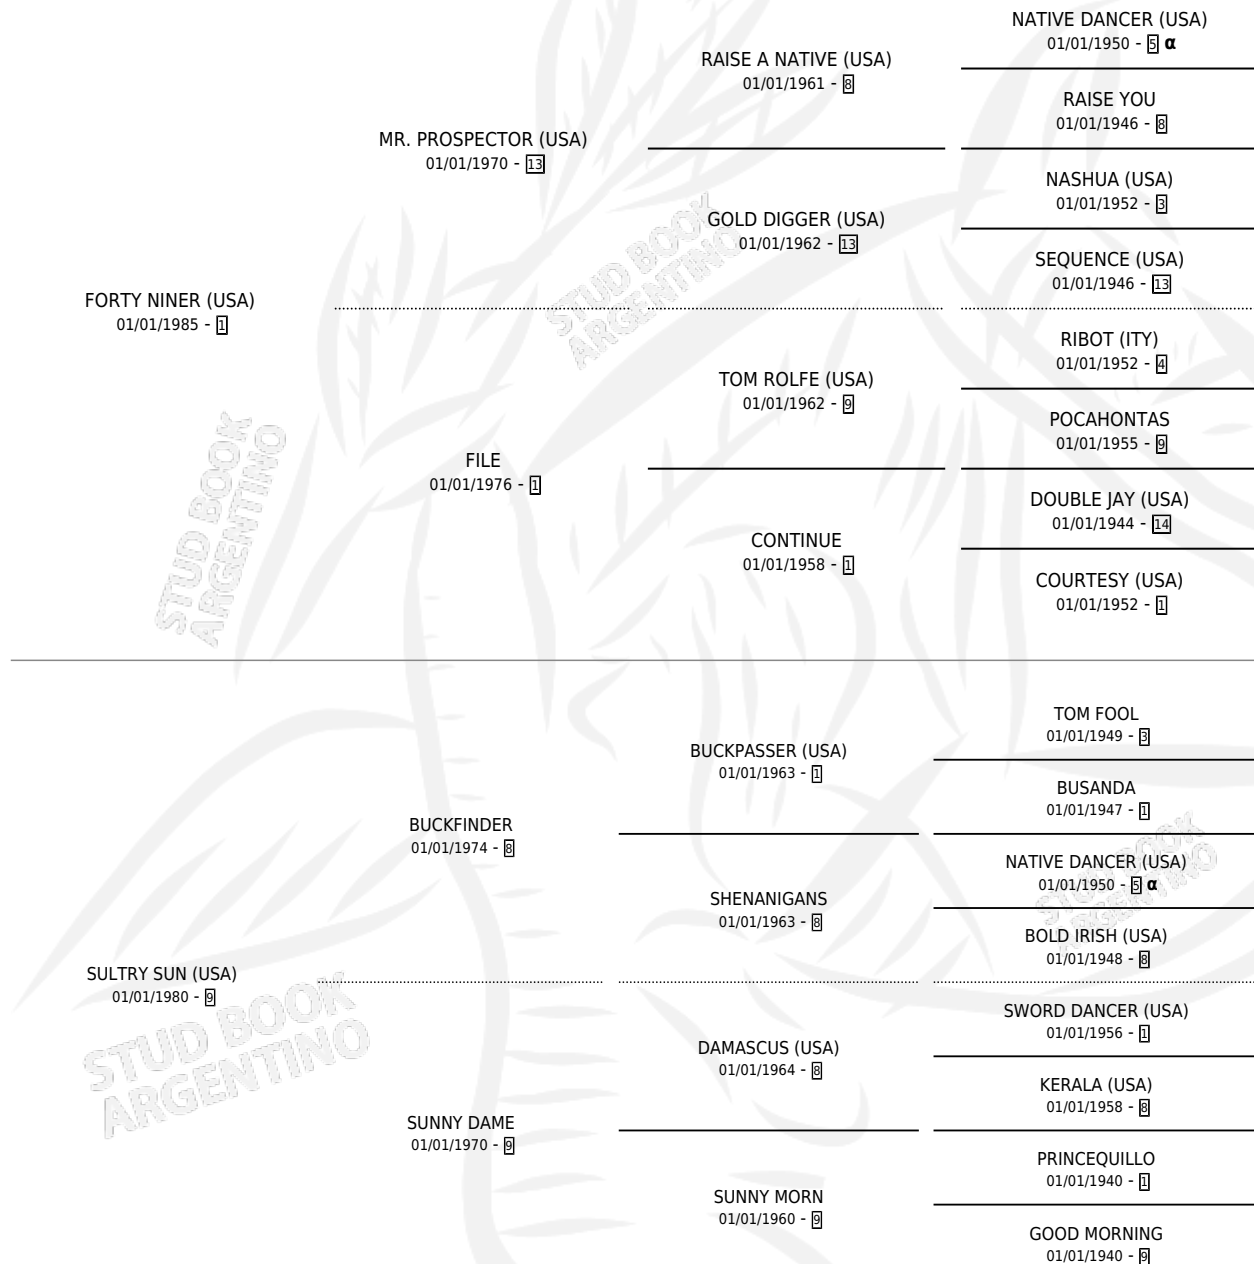 NATIVE DANCER (USA)
01/01/1950 - 5 α
RAISE A NATIVE (USA)
01/01/1961 - 8
RAISE YOU
01/01/1946 - 8
MR. PROSPECTOR (USA)
01/01/1970 - 13
NASHUA (USA)
01/01/1952 - 3
GOLD DIGGER (USA)
01/01/1962 - 13
SEQUENCE (USA)
01/01/1946 - 13
FORTY NINER (USA)
01/01/1985 - 1
RIBOT (ITY)
01/01/1952 - 4
TOM ROLFE (USA)
01/01/1962 - 9
POCAHONTAS
01/01/1955 - 9
FILE
01/01/1976 - 1
DOUBLE JAY (USA)
01/01/1944 - 14
CONTINUE
01/01/1958 - 1
COURTESY (USA)
01/01/1952 - 1
TOM FOOL
01/01/1949 - 3
BUCKPASSER (USA)
01/01/1963 - 1
BUSANDA
01/01/1947 - 1
BUCKFINDER
01/01/1974 - 8
NATIVE DANCER (USA)
01/01/1950 - 5 α
SHENANIGANS
01/01/1963 - 8
BOLD IRISH (USA)
01/01/1948 - 8
SULTRY SUN (USA)
01/01/1980 - 9
SWORD DANCER (USA)
01/01/1956 - 1
DAMASCUS (USA)
01/01/1964 - 8
KERALA (USA)
01/01/1958 - 8
SUNNY DAME
01/01/1970 - 9
PRINCEQUILLO
01/01/1940 - 1
SUNNY MORN
01/01/1960 - 9
GOOD MORNING
01/01/1940 - 9
STUD BOOK
ARGENTINO
STUD BOOK
ARGENTINO
STUD BOOK
ARGENTINO
STUD BOOK
ARGENTINO